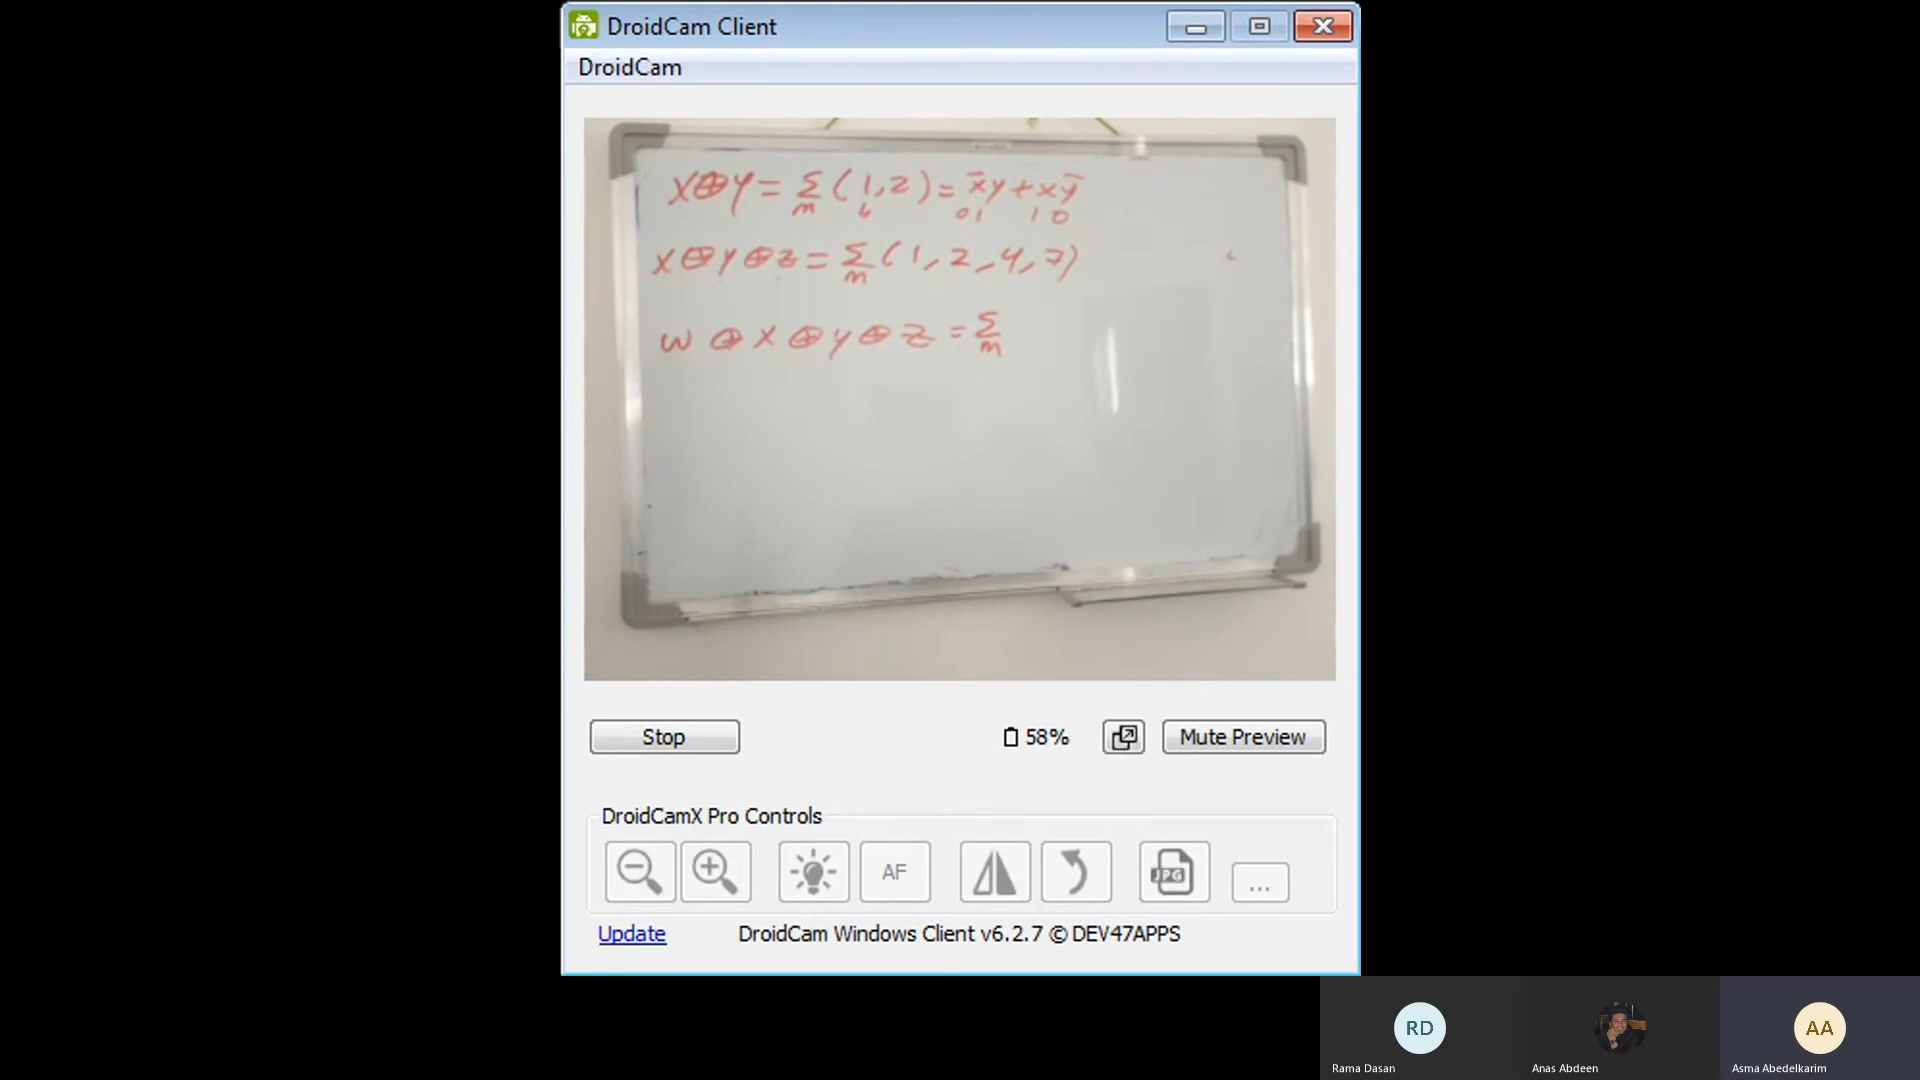 DroidCam Client
DroidCam
x⊕y = Σm (1,2) = x̄y + xȳ
01 10
x⊕y⊕z = Σm (1, 2, 4, 7)
w ⊕ x ⊕ y ⊕ z = Σm
Stop
58%
Mute Preview
DroidCamX Pro Controls
AF
JPG
...
Update
DroidCam Windows Client v6.2.7 © DEV47APPS
RD
AA
Rama Dasan
Anas Abdeen
Asma Abedelkarim